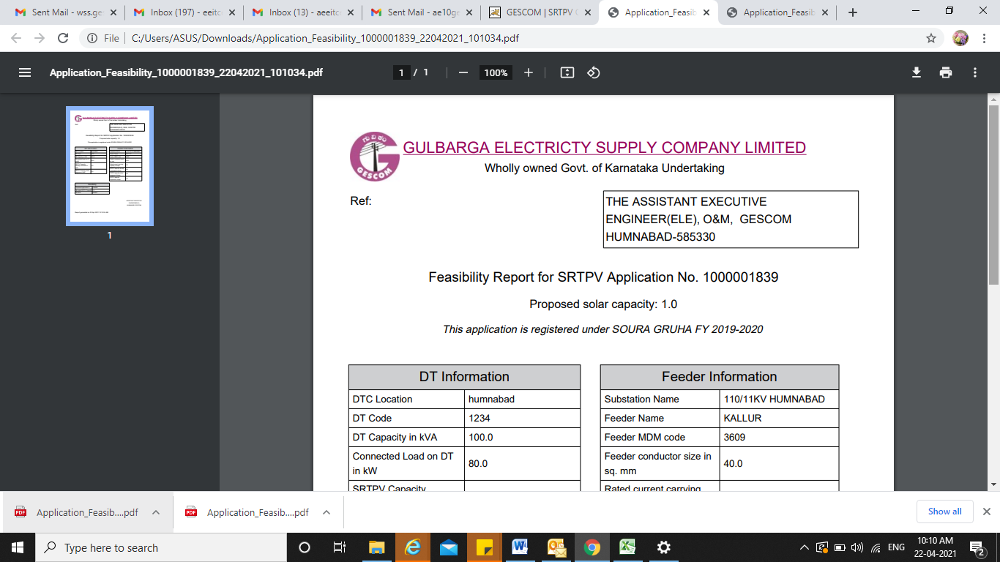 Sent Mail - wss.ge
Inbox (197) - eeitc
Inbox (13) - aeeitc
Sent Mail - ae10ge
GESCOM | SRTPV
Application_Feasib
Application_Feasib
File
C:/Users/ASUS/Downloads/Application_Feasibility_1000001839_22042021_101034.pdf
Application_Feasibility_1000001839_22042021_101034.pdf
1 / 1
100%
1
GESCOM
GULBARGA ELECTRICTY SUPPLY COMPANY LIMITED
Wholly owned Govt. of Karnataka Undertaking
Ref:
THE ASSISTANT EXECUTIVE
ENGINEER(ELE), O&M, GESCOM
HUMNABAD-585330
Feasibility Report for SRTPV Application No. 1000001839
Proposed solar capacity: 1.0
This application is registered under SOURA GRUHA FY 2019-2020
DT Information
DTC Location humnabad
DT Code 1234
DT Capacity in kVA 100.0
Connected Load on DT
in kW 80.0
SRTPV Capacity
Feeder Information
Substation Name 110/11KV HUMNABAD
Feeder Name KALLUR
Feeder MDM code 3609
Feeder conductor size in
sq. mm 40.0
Rated current carrying
Application_Feasib....pdf
Application_Feasib....pdf
Show all
Type here to search
ENG
10:10 AM
22-04-2021
2